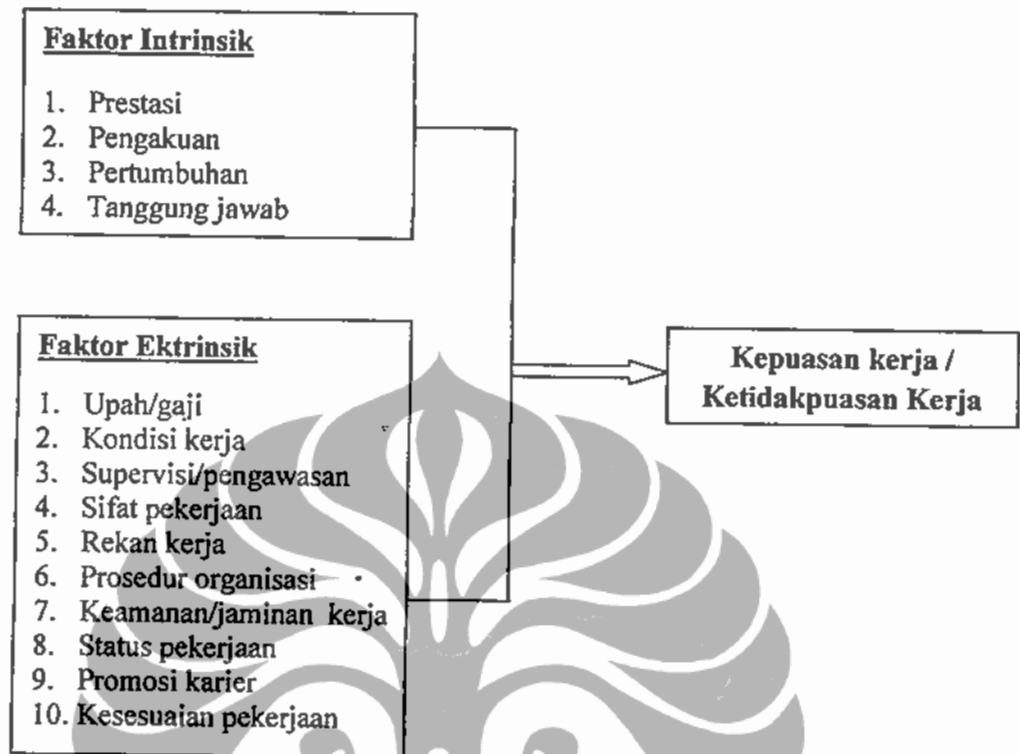 Faktor Intrinsik
1. Prestasi
2. Pengakuan
3. Pertumbuhan
4. Tanggung jawab
Faktor Ektrinsik
1. Upah/gaji
2. Kondisi kerja
3. Supervisi/pengawasan
4. Sifat pekerjaan
5. Rekan kerja
6. Prosedur organisasi
7. Keamanan/jaminan kerja
8. Status pekerjaan
9. Promosi karier
10. Kesesuaian pekerjaan
Kepuasan kerja /
Ketidakpuasan Kerja